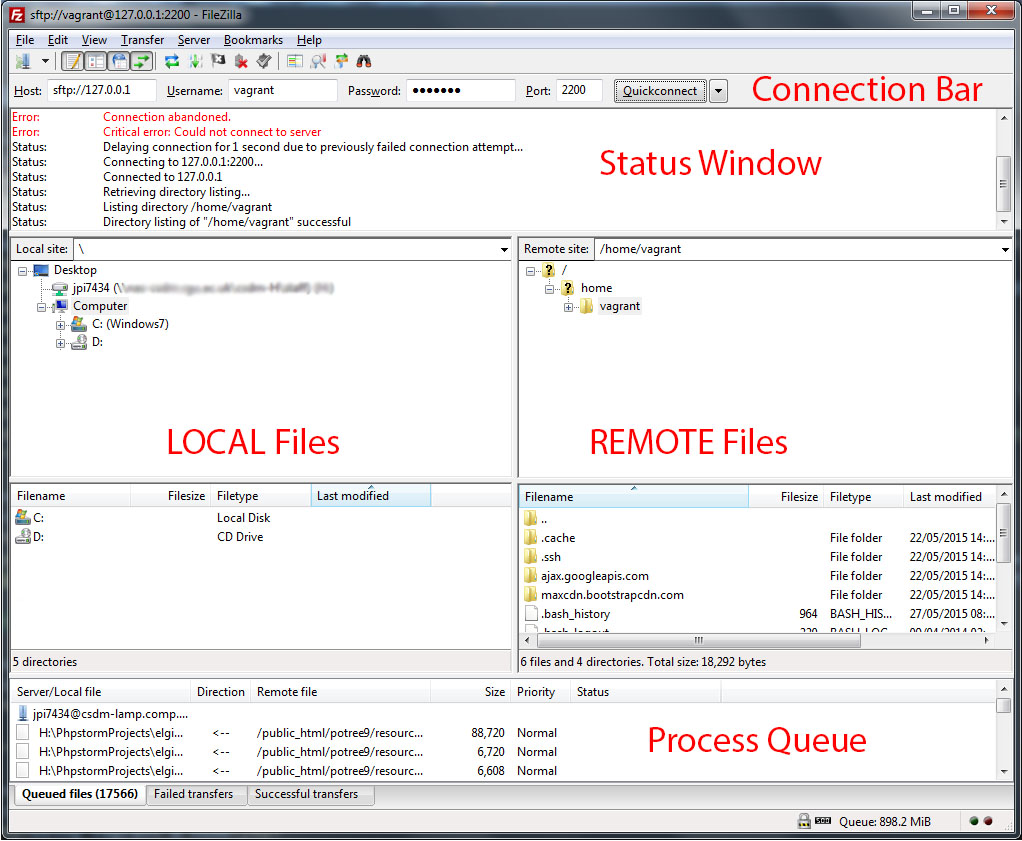 sftp://vagrant@127.0.0.1:2200 - FileZilla
File Edit View Transfer Server Bookmarks Help
Host: sftp://127.0.0.1 Username: vagrant Password: ●●●●●●● Port: 2200 Quickconnect
Connection Bar
Error: Connection abandoned.
Error: Critical error: Could not connect to server
Status: Delaying connection for 1 second due to previously failed connection attempt...
Status: Connecting to 127.0.0.1:2200...
Status: Connected to 127.0.0.1
Status: Retrieving directory listing...
Status: Listing directory /home/vagrant
Status: Directory listing of "/home/vagrant" successful
Status Window
Local site: \
Desktop
jpi7434 (\\
Computer
C: (Windows7)
D:
LOCAL Files
Remote site: /home/vagrant
/
home
vagrant
REMOTE Files
Filename Filesize Filetype Last modified
C: Local Disk
D: CD Drive
5 directories
Filename Filesize Filetype Last modified
..
.cache File folder 22/05/2015 14:...
.ssh File folder 22/05/2015 14:...
ajax.googleapis.com File folder 22/05/2015 14:...
maxcdn.bootstrapcdn.com File folder 22/05/2015 14:...
.bash_history 964 BASH_HIS... 27/05/2015 08:...
6 files and 4 directories. Total size: 18,292 bytes
Server/Local file Direction Remote file Size Priority Status
jpi7434@csdm-lamp.comp....
H:\PhpstormProjects\elgi... <-- /public_html/potree9/resourc... 88,720 Normal
H:\PhpstormProjects\elgi... <-- /public_html/potree9/resourc... 6,720 Normal
H:\PhpstormProjects\elgi... <-- /public_html/potree9/resourc... 6,608 Normal
Process Queue
Queued files (17566) Failed transfers Successful transfers
Queue: 898.2 MiB